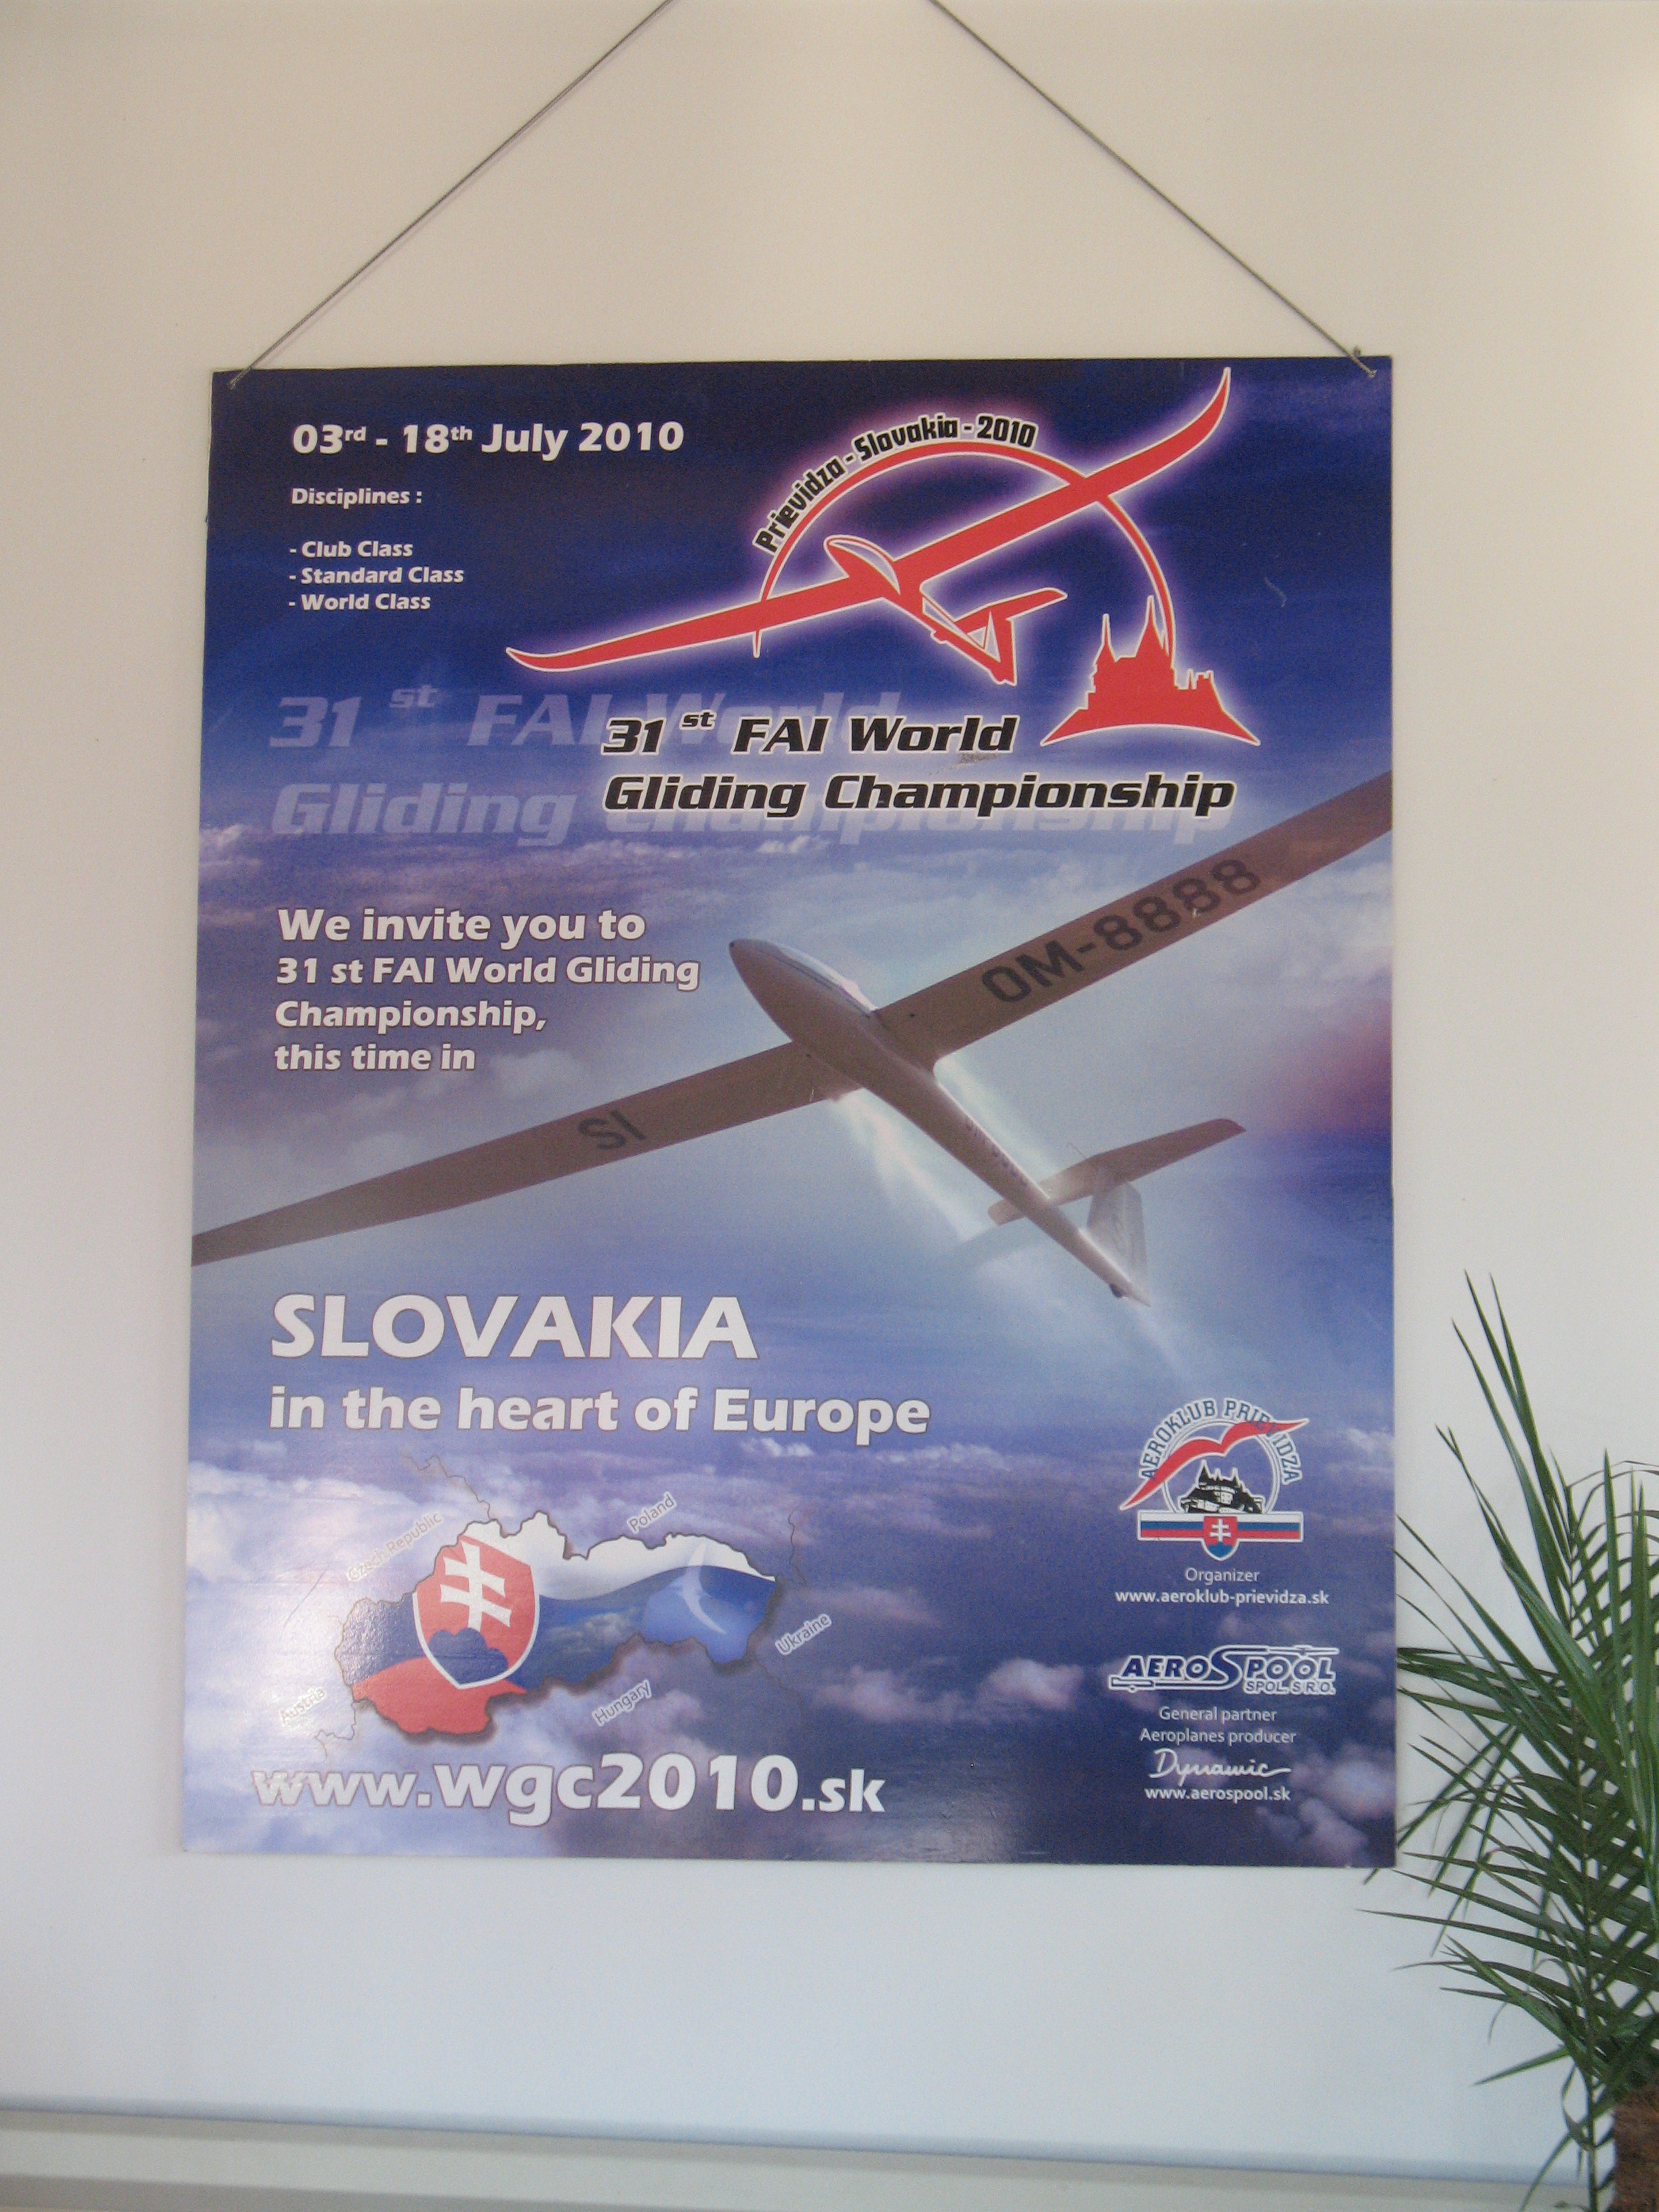 03rd - 18th July 2010
Disciplines :
- Club Class
- Standard Class
- World Class
Prievidza - Slovakia - 2010
31 st FAI World
Gliding Championship
31 st FAI World
Gliding Championship
We invite you to
31 st FAI World Gliding
Championship,
this time in
OM-8888
SI
SLOVAKIA
in the heart of Europe
Czech Republic
Poland
Ukraine
Hungary
Austria
www.wgc2010.sk
AEROKLUB PRIEVIDZA
Organizer
www.aeroklub-prievidza.sk
AEROSPOOL
SPOL. S R.O.
General partner
Aeroplanes producer
Dynamic
www.aerospool.sk